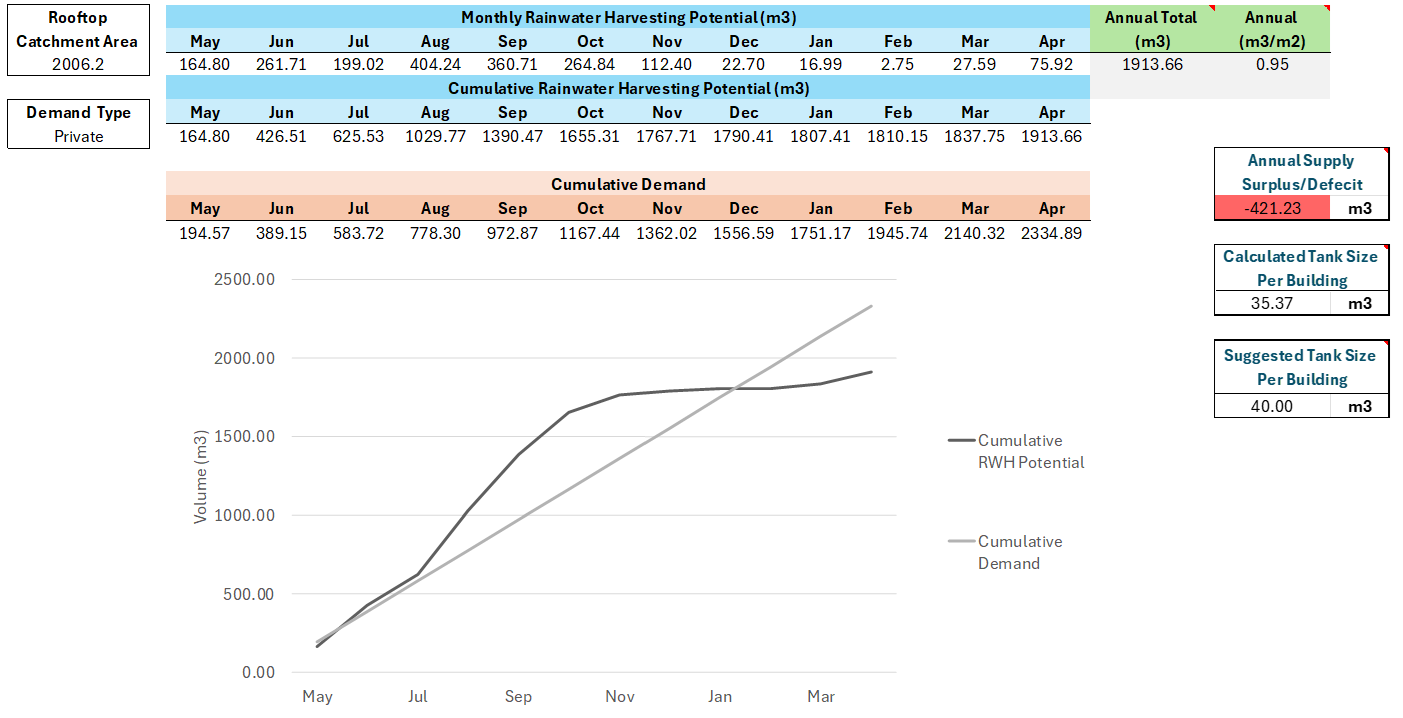 Rooftop
Catchment Area
2006.2
Demand Type
Private
Monthly Rainwater Harvesting Potential (m3)
May Jun Jul Aug Sep Oct Nov Dec Jan Feb Mar Apr
164.80 261.71 199.02 404.24 360.71 264.84 112.40 22.70 16.99 2.75 27.59 75.92
Annual Total
(m3)
1913.66
Annual
(m3/m2)
0.95
Cumulative Rainwater Harvesting Potential (m3)
May Jun Jul Aug Sep Oct Nov Dec Jan Feb Mar Apr
164.80 426.51 625.53 1029.77 1390.47 1655.31 1767.71 1790.41 1807.41 1810.15 1837.75 1913.66
Cumulative Demand
May Jun Jul Aug Sep Oct Nov Dec Jan Feb Mar Apr
194.57 389.15 583.72 778.30 972.87 1167.44 1362.02 1556.59 1751.17 1945.74 2140.32 2334.89
Annual Supply
Surplus/Defecit
-421.23 m3
Calculated Tank Size
Per Building
35.37 m3
Suggested Tank Size
Per Building
40.00 m3
Volume (m3)
2500.00
2000.00
1500.00
1000.00
500.00
0.00
May Jul Sep Nov Jan Mar
Cumulative
RWH Potential
Cumulative
Demand